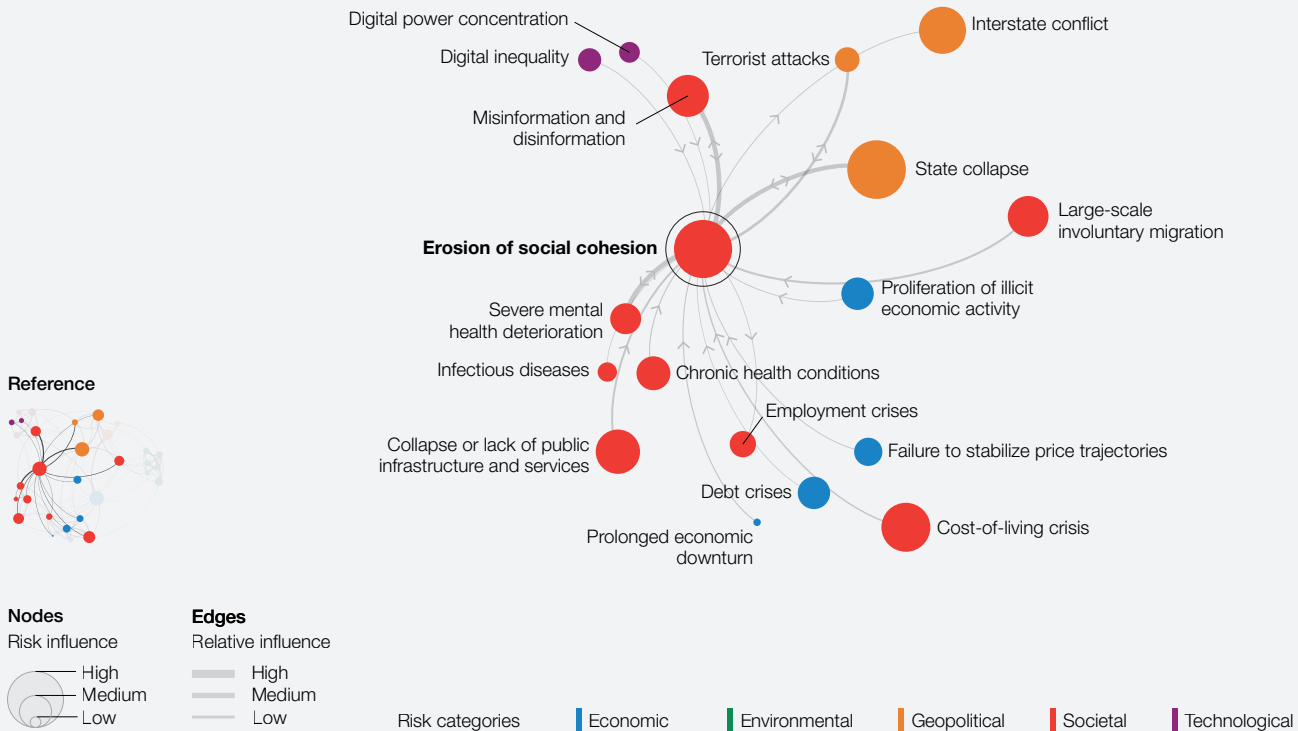 Digital power concentration
Digital inequality
Misinformation and
disinformation
Terrorist attacks
Interstate conflict
State collapse
Large-scale
involuntary migration
Erosion of social cohesion
Proliferation of illicit
economic activity
Severe mental
health deterioration
Infectious diseases
Chronic health conditions
Employment crises
Collapse or lack of public
infrastructure and services
Failure to stabilize price trajectories
Debt crises
Prolonged economic
downturn
Cost-of-living crisis
Reference
Nodes
Risk influence
High
Medium
Low
Edges
Relative influence
High
Medium
Low
Risk categories
Economic
Environmental
Geopolitical
Societal
Technological